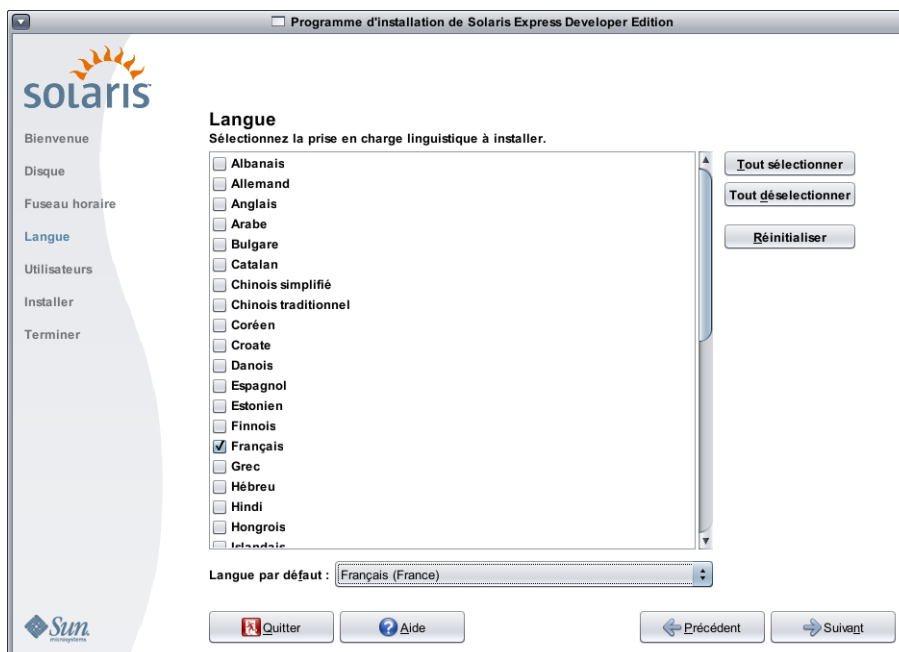 Programme d'installation de Solaris Express Developer Edition
solaris
Bienvenue
Disque
Fuseau horaire
Langue
Utilisateurs
Installer
Terminer
Langue
Sélectionnez la prise en charge linguistique à installer.
Albanais
Allemand
Anglais
Arabe
Bulgare
Catalan
Chinois simplifié
Chinois traditionnel
Coréen
Croate
Danois
Espagnol
Estonien
Finnois
Français
Grec
Hébreu
Hindi
Hongrois
Islandais
Tout sélectionner
Tout déselectionner
Réinitialiser
Langue par défaut : Français (France)
Sun
microsystems
Quitter
Aide
Précédent
Suivant